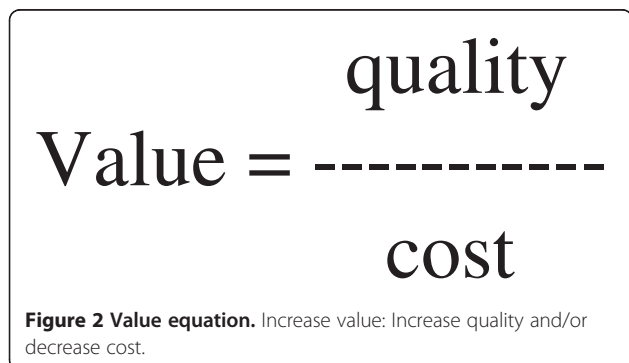 quality
Value = -----------
cost
Figure 2 Value equation. Increase value: Increase quality and/or
decrease cost.